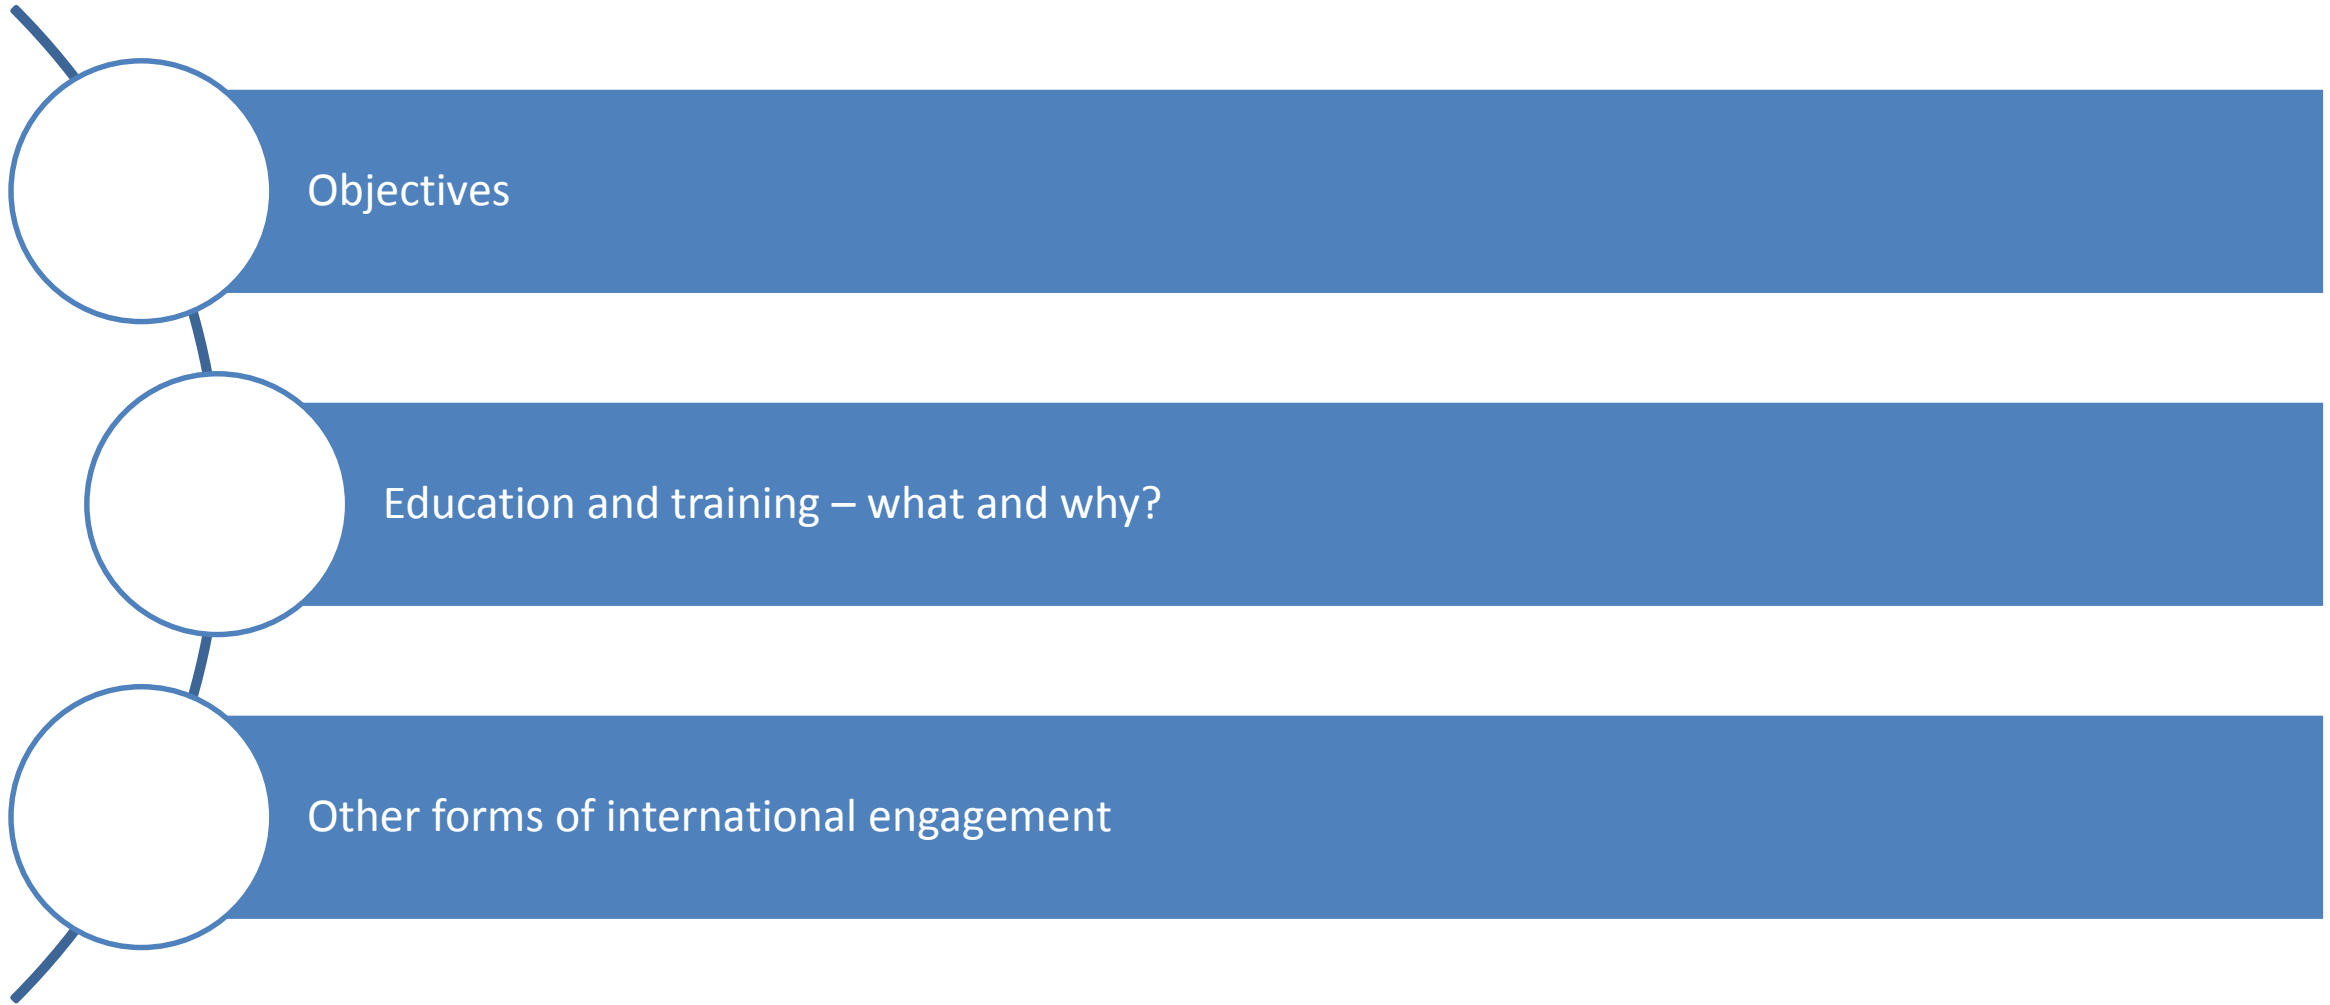 Objectives
Education and training – what and why?
Other forms of international engagement